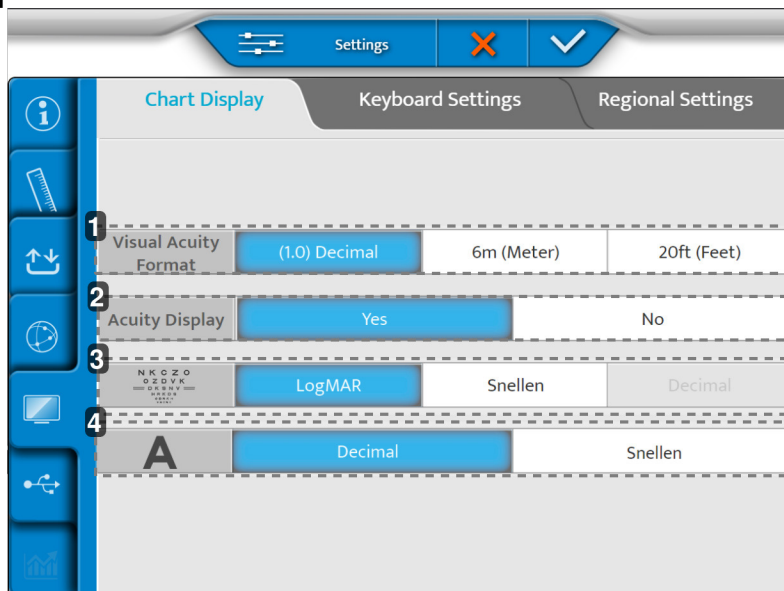 Settings
Chart Display Keyboard Settings Regional Settings
1
Visual Acuity Format (1.0) Decimal 6m (Meter) 20ft (Feet)
2
Acuity Display Yes No
3
N K C Z O
O Z D V K
LogMAR Snellen Decimal
4
A Decimal Snellen